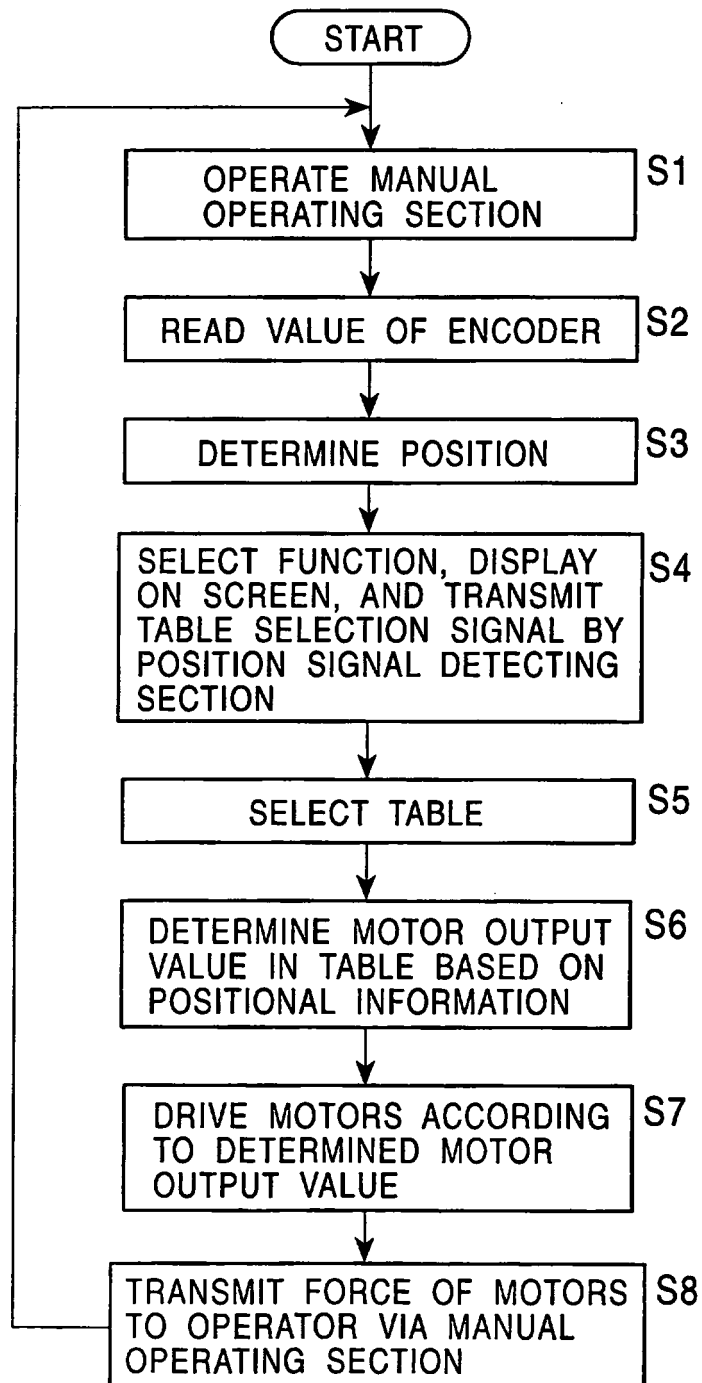 START
OPERATE MANUAL
OPERATING SECTION
S1
READ VALUE OF ENCODER
S2
DETERMINE POSITION
S3
SELECT FUNCTION, DISPLAY
ON SCREEN, AND TRANSMIT
TABLE SELECTION SIGNAL BY
POSITION SIGNAL DETECTING
SECTION
S4
SELECT TABLE
S5
DETERMINE MOTOR OUTPUT
VALUE IN TABLE BASED ON
POSITIONAL INFORMATION
S6
DRIVE MOTORS ACCORDING
TO DETERMINED MOTOR
OUTPUT VALUE
S7
TRANSMIT FORCE OF MOTORS
TO OPERATOR VIA MANUAL
OPERATING SECTION
S8